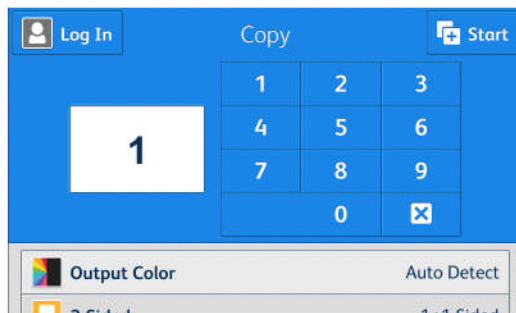 Log In
Copy
Start
1
1 2 3
4 5 6
7 8 9
0
Output Color
Auto Detect